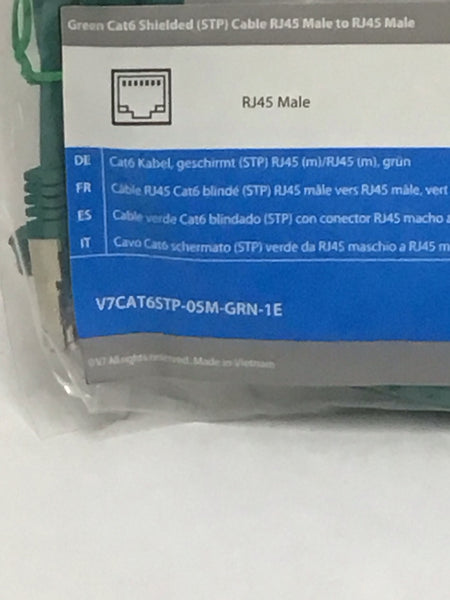 Green Cat6 Shielded (STP) Cable RJ45 Male to RJ45 Male
RJ45 Male
DE Cat6 Kabel, geschirmt (STP) RJ45 (m)/RJ45 (m), grün
FR Câble RJ45 Cat6 blindé (STP) RJ45 mâle vers RJ45 mâle, vert
ES Cable verde Cat6 blindado (STP) con conector RJ45 macho a
IT Cavo Cat6 schermato (STP) verde da RJ45 maschio a RJ45 m
V7CAT6STP-05M-GRN-1E
©V7 All rights reserved. Made in Vietnam